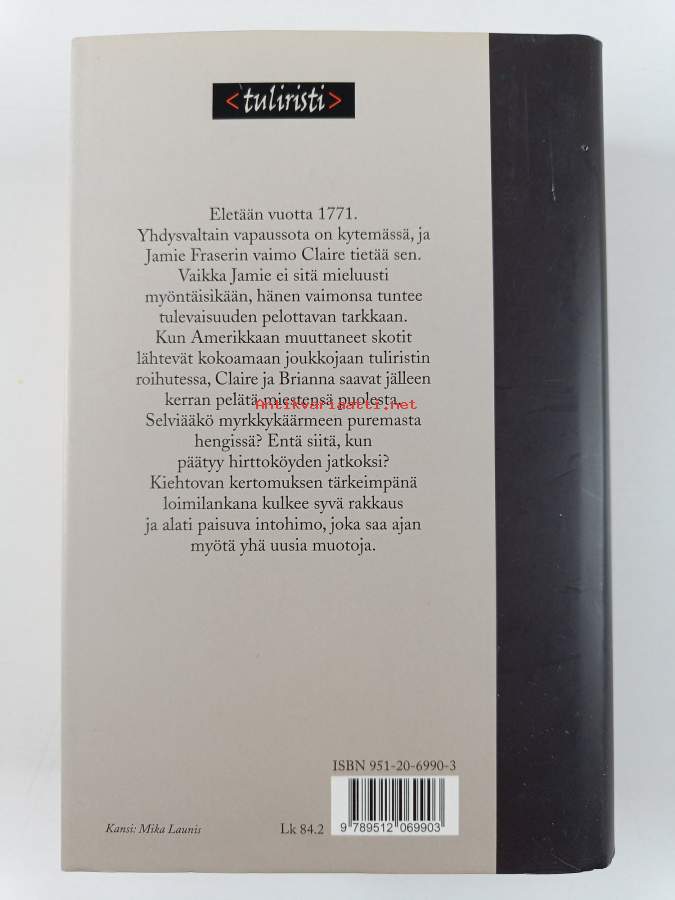 <tuliristi>
Eletään vuotta 1771.
Yhdysvaltain vapaussota on kytemässä, ja
Jamie Fraserin vaimo Claire tietää sen.
Vaikka Jamie ei sitä mieluusti
myöntäisikään, hänen vaimonsa tuntee
tulevaisuuden pelottavan tarkkaan.
Kun Amerikkaan muuttaneet skotit
lähtevät kokoamaan joukkojaan tuliristin
roihutessa, Claire ja Brianna saavat jälleen
kerran pelätä miestensä puolesta.
Antikvariaatti.net
Selviääkö myrkkykäärmeen puremasta
hengissä? Entä siitä, kun
päätyy hirttoköyden jatkoksi?
Kiehtovan kertomuksen tärkeimpänä
loimilankana kulkee syvä rakkaus
ja alati paisuva intohimo, joka saa ajan
myötä yhä uusia muotoja.
ISBN 951-20-6990-3
Kansi: Mika Launis
Lk 84.2
9 789512 069903